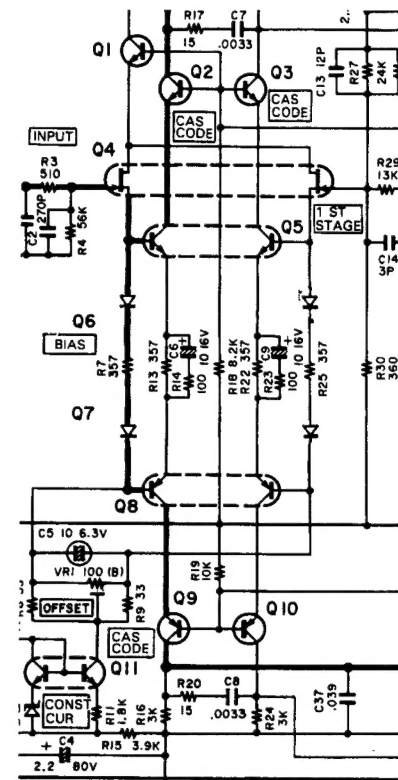 R17
15
C7
.0033
2.
Q1
Q2
Q3
C13 12P
R27
24K
CAS
CODE
CAS
CODE
INPUT
Q4
R3
510
R29
13K
C2
270P
R4 56K
Q5
1 ST
STAGE
C14
3P
Q6
BIAS
R7
357
R13 357
C6
+
10 16V
R14
100
R18 8.2K
R22 357
C9
+
10 16V
R23
100
R25 357
R30
360
Q7
Q8
C5 10 6.3V
VR1 100 (B)
OFFSET
R9 33
R19
10K
Q9
Q10
CAS
CODE
Q11
CONST
CUR
R11
1.8K
R16
3K
R20
15
C8
.0033
R24
3K
C37
.039
+ C4
R15 3.9K
2.2 80V